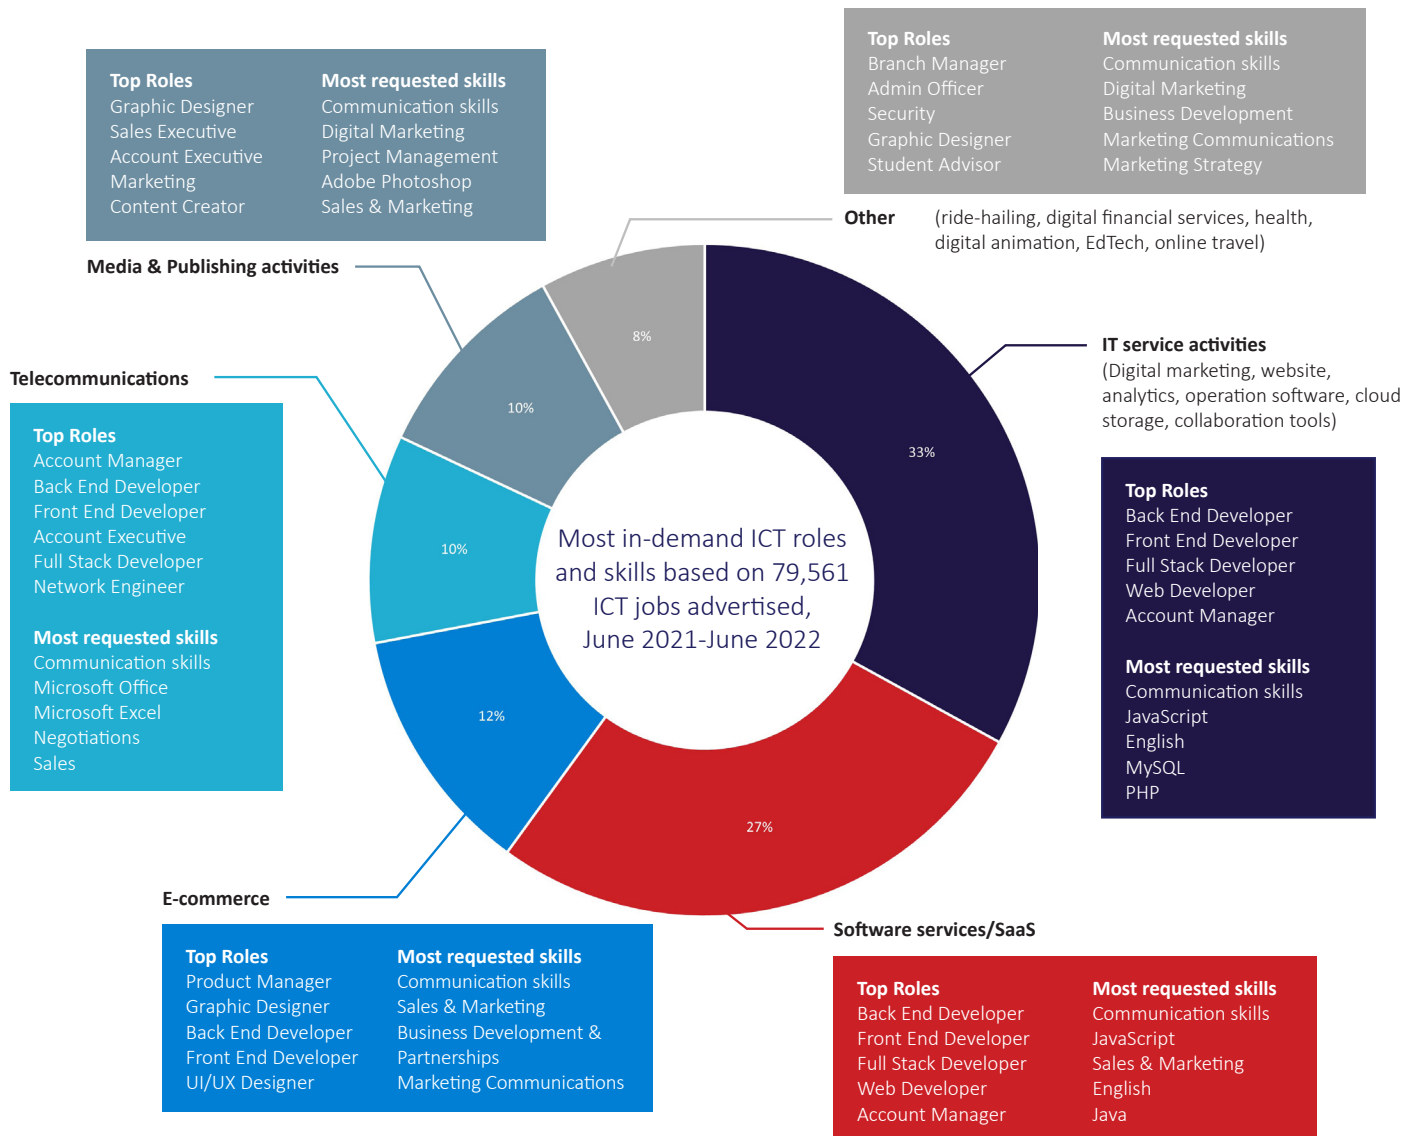 Top Roles
Branch Manager
Admin Officer
Security
Graphic Designer
Student Advisor
Most requested skills
Communication skills
Digital Marketing
Business Development
Marketing Communications
Marketing Strategy
Top Roles
Graphic Designer
Sales Executive
Account Executive
Marketing
Content Creator
Most requested skills
Communication skills
Digital Marketing
Project Management
Adobe Photoshop
Sales & Marketing
Other
(ride-hailing, digital financial services, health,
digital animation, EdTech, online travel)
Media & Publishing activities
8%
IT service activities
(Digital marketing, website,
analytics, operation software, cloud
storage, collaboration tools)
Telecommunications
10%
33%
Top Roles
Account Manager
Back End Developer
Front End Developer
Account Executive
Full Stack Developer
Network Engineer
Most requested skills
Communication skills
Microsoft Office
Microsoft Excel
Negotiations
Sales
10%
Most in-demand ICT roles
and skills based on 79,561
ICT jobs advertised,
June 2021-June 2022
Top Roles
Back End Developer
Front End Developer
Full Stack Developer
Web Developer
Account Manager
Most requested skills
Communication skills
JavaScript
English
MySQL
PHP
12%
27%
E-commerce
Top Roles
Product Manager
Graphic Designer
Back End Developer
Front End Developer
UI/UX Designer
Most requested skills
Communication skills
Sales & Marketing
Business Development &
Partnerships
Marketing Communications
Software services/SaaS
Top Roles
Back End Developer
Front End Developer
Full Stack Developer
Web Developer
Account Manager
Most requested skills
Communication skills
JavaScript
Sales & Marketing
English
Java